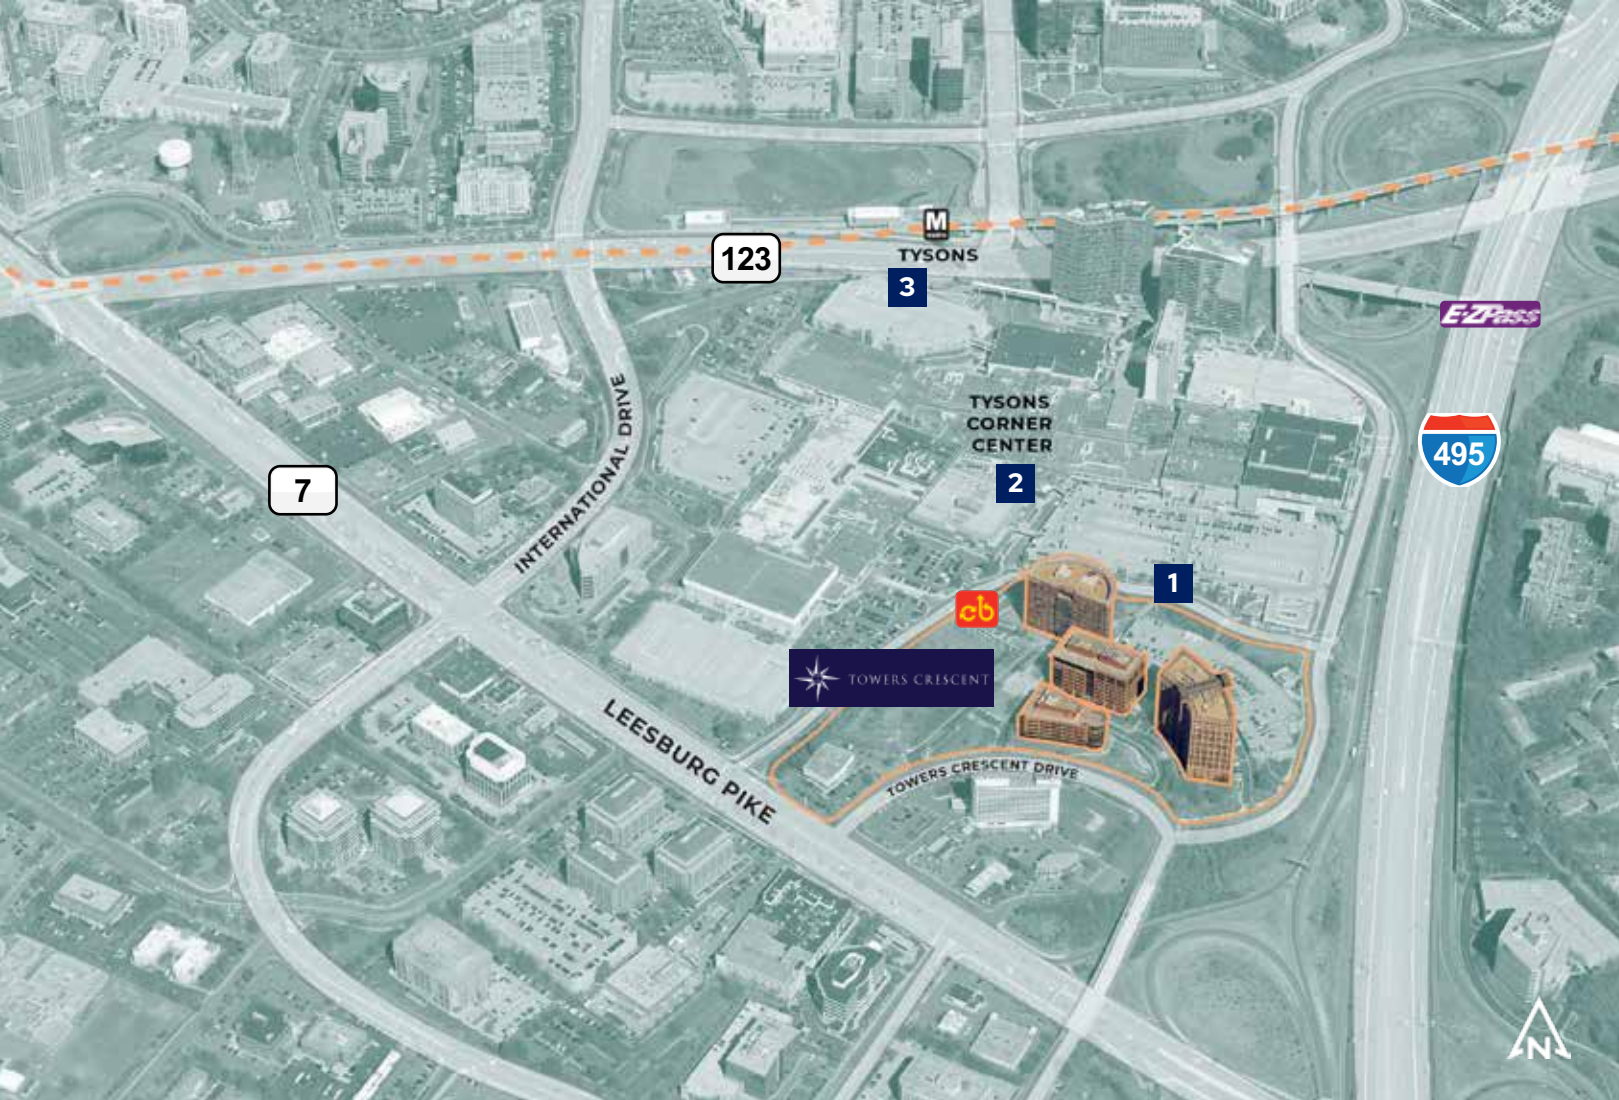 M
TYSONS
123
3
E-ZPass
TYSONS
CORNER
CENTER
INTERNATIONAL DRIVE
495
2
7
1
cb
TOWERS CRESCENT
LEESBURG PIKE
TOWERS CRESCENT DRIVE
N